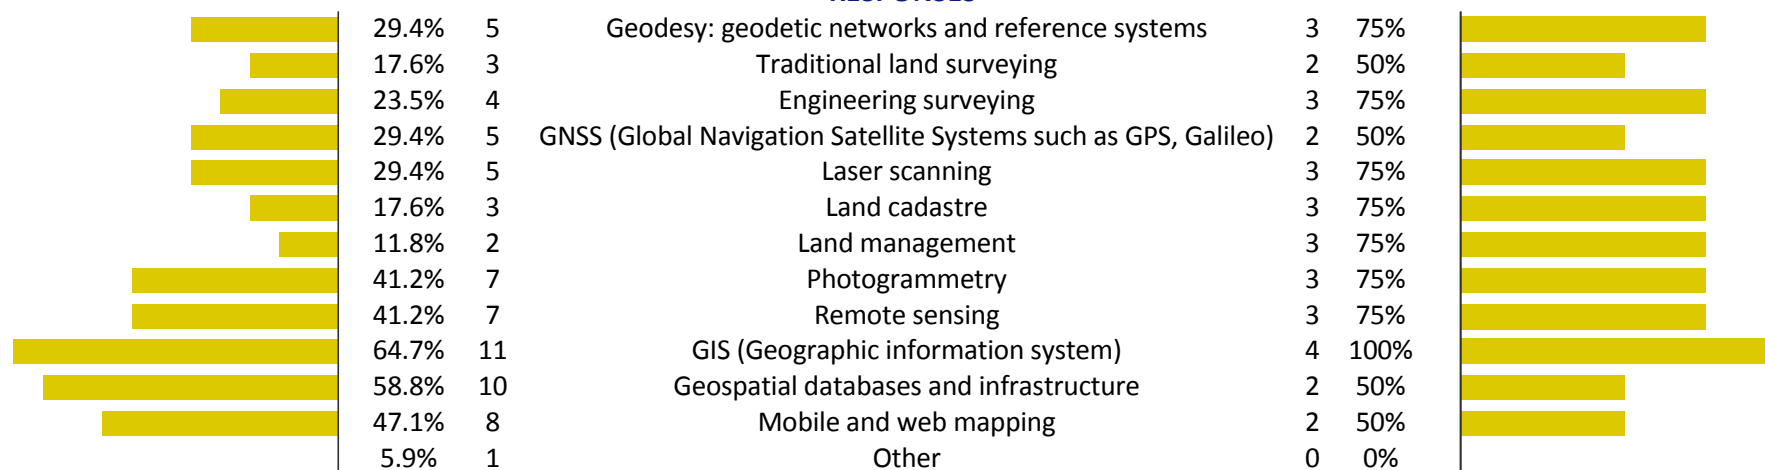 RESPONSES
29.4% 5 Geodesy: geodetic networks and reference systems 3 75%
17.6% 3 Traditional land surveying 2 50%
23.5% 4 Engineering surveying 3 75%
29.4% 5 GNSS (Global Navigation Satellite Systems such as GPS, Galileo) 2 50%
29.4% 5 Laser scanning 3 75%
17.6% 3 Land cadastre 3 75%
11.8% 2 Land management 3 75%
41.2% 7 Photogrammetry 3 75%
41.2% 7 Remote sensing 3 75%
64.7% 11 GIS (Geographic information system) 4 100%
58.8% 10 Geospatial databases and infrastructure 2 50%
47.1% 8 Mobile and web mapping 2 50%
5.9% 1 Other 0 0%